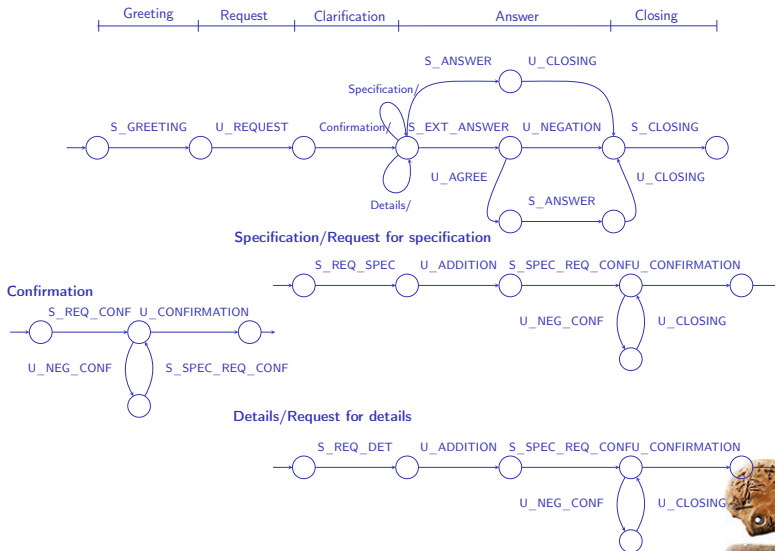 Greeting Request Clarification Answer Closing
S_ANSWER U_CLOSING
Specification/
S_GREETING U_REQUEST Confirmation/ S_EXT_ANSWER U_NEGATION S_CLOSING
U_AGREE U_CLOSING
Details/ S_ANSWER
Specification/Request for specification
S_REQ_SPEC U_ADDITION S_SPEC_REQ_CONF U_CONFIRMATION
Confirmation
S_REQ_CONF U_CONFIRMATION
U_NEG_CONF U_CLOSING
U_NEG_CONF S_SPEC_REQ_CONF
Details/Request for details
S_REQ_DET U_ADDITION S_SPEC_REQ_CONF U_CONFIRMATION
U_NEG_CONF U_CLOSING